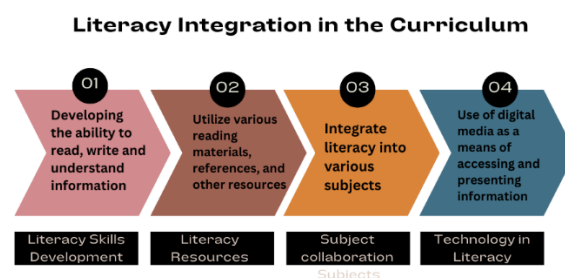 Literacy Integration in the Curriculum
01
Developing
the ability to
read, write and
understand
information
02
Utilize various
reading
materials,
references, and
other resources
03
Integrate
literacy into
various
subjects
04
Use of digital
media as a
means of
accessing and
presenting
information
Literacy Skills
Development
Literacy
Resources
Subject
collaboration
Subjects
Technology in
Literacy